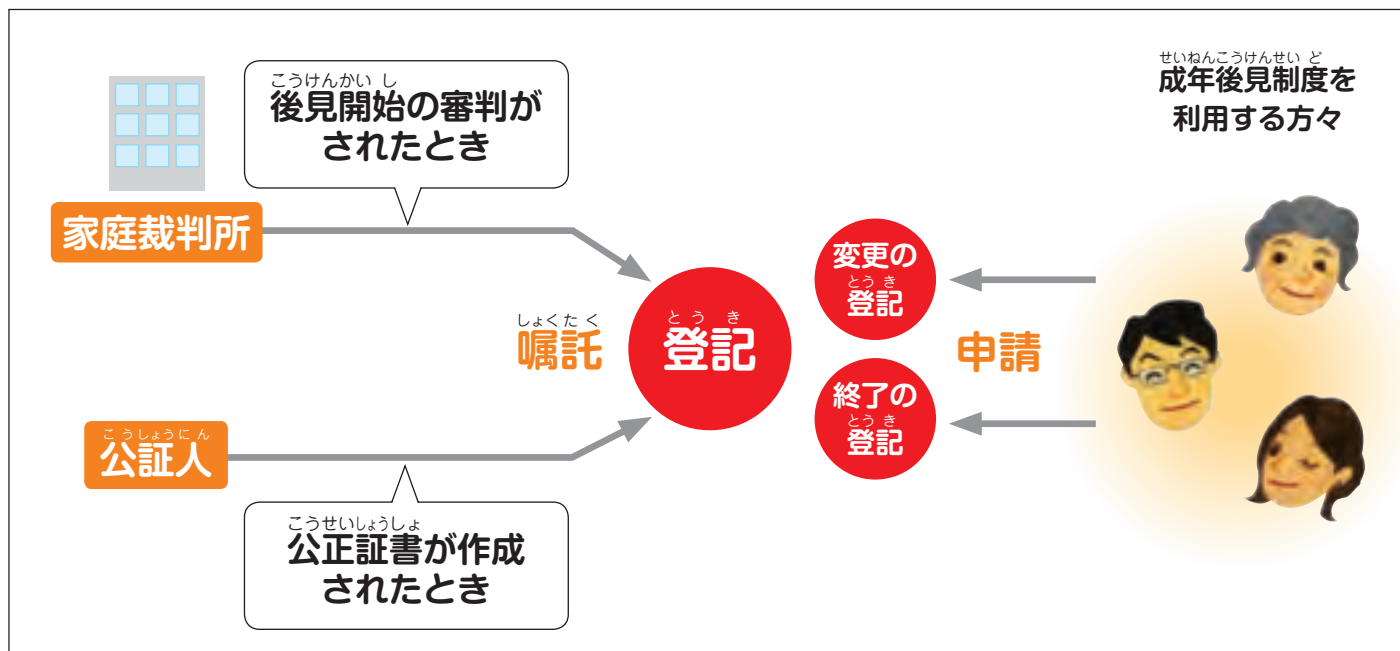 こうけんかいし
後見開始の審判が
されたとき
家庭裁判所
しょくたく
嘱託
こうしょうにん
公証人
こうせいしょうしょ
公正証書が作成
されたとき
とうき
登記
変更の
とうき
登記
終了の
とうき
登記
申請
せいねんこうけんせいど
成年後見制度を
利用する方々